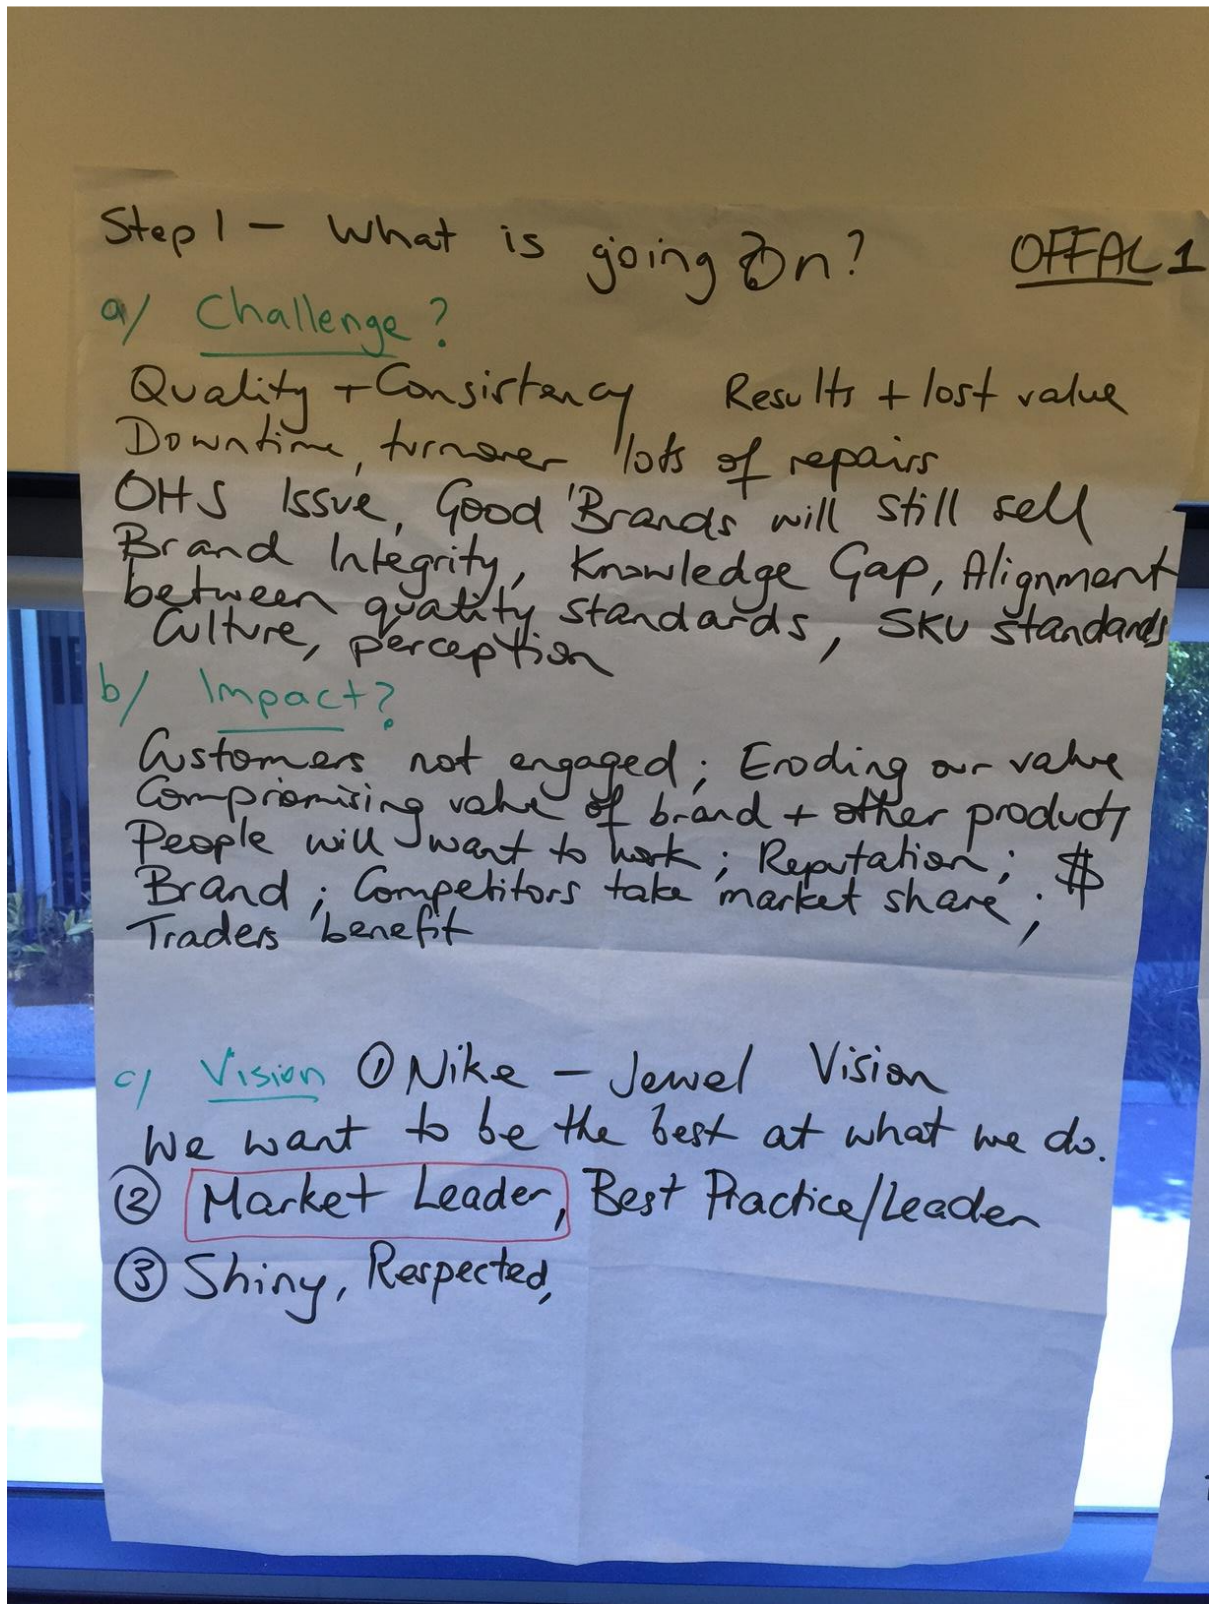 Step 1 – What is going On? OFFAL 1
a/ Challenge?
Quality + Consistency Results + lost value
Downtime, turnover lots of repairs
OHS Issue, Good Brands will still sell
Brand Integrity, Knowledge Gap, Alignment
between quality standards, SKU standards
Culture, perception
b/ Impact?
Customers not engaged; Eroding our value
Compromising value of brand + other products
People will want to work; Reputation; $
Brand; Competitors take market share;
Traders benefit
c/ Vision ① Nike – Jewel Vision
We want to be the best at what we do.
② Market Leader, Best Practice/Leader
③ Shiny, Respected,